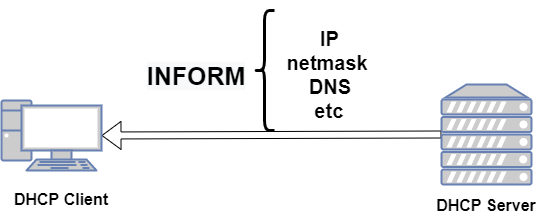 INFORM
IP
netmask
DNS
etc
DHCP Client
DHCP Server